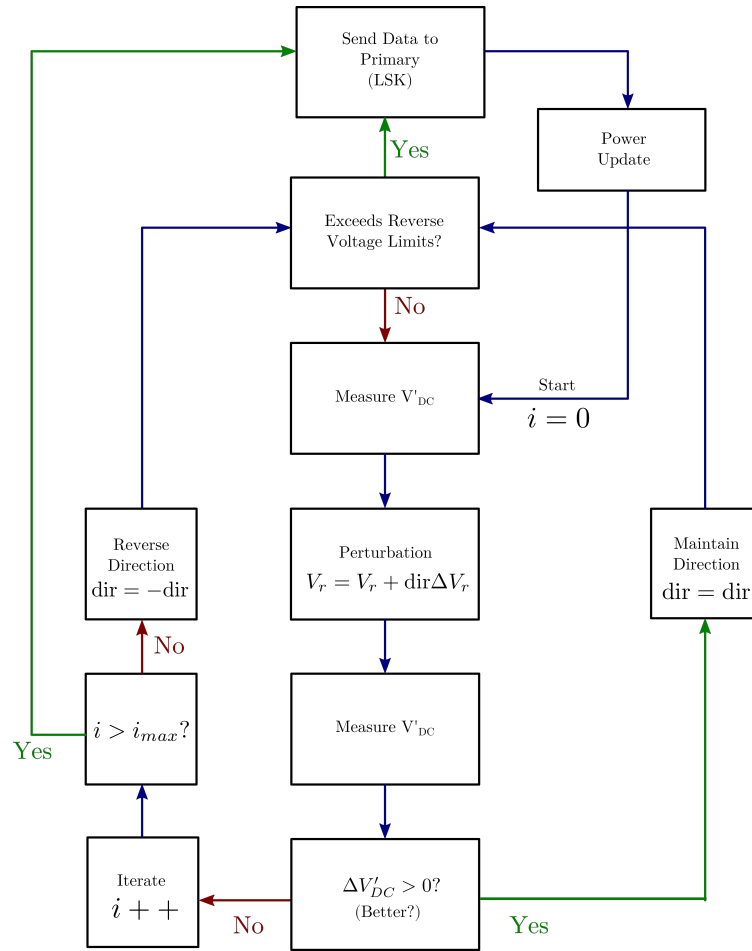 Send Data to
Primary
(LSK)
Power
Update
Yes
Exceeds Reverse
Voltage Limits?
No
Measure V'DC
Start
i = 0
Reverse
Direction
dir = −dir
Perturbation
Vr = Vr + dirΔVr
Maintain
Direction
dir = dir
No
i > imax?
Yes
Measure V'DC
Iterate
i + +
ΔV′DC > 0?
(Better?)
No
Yes